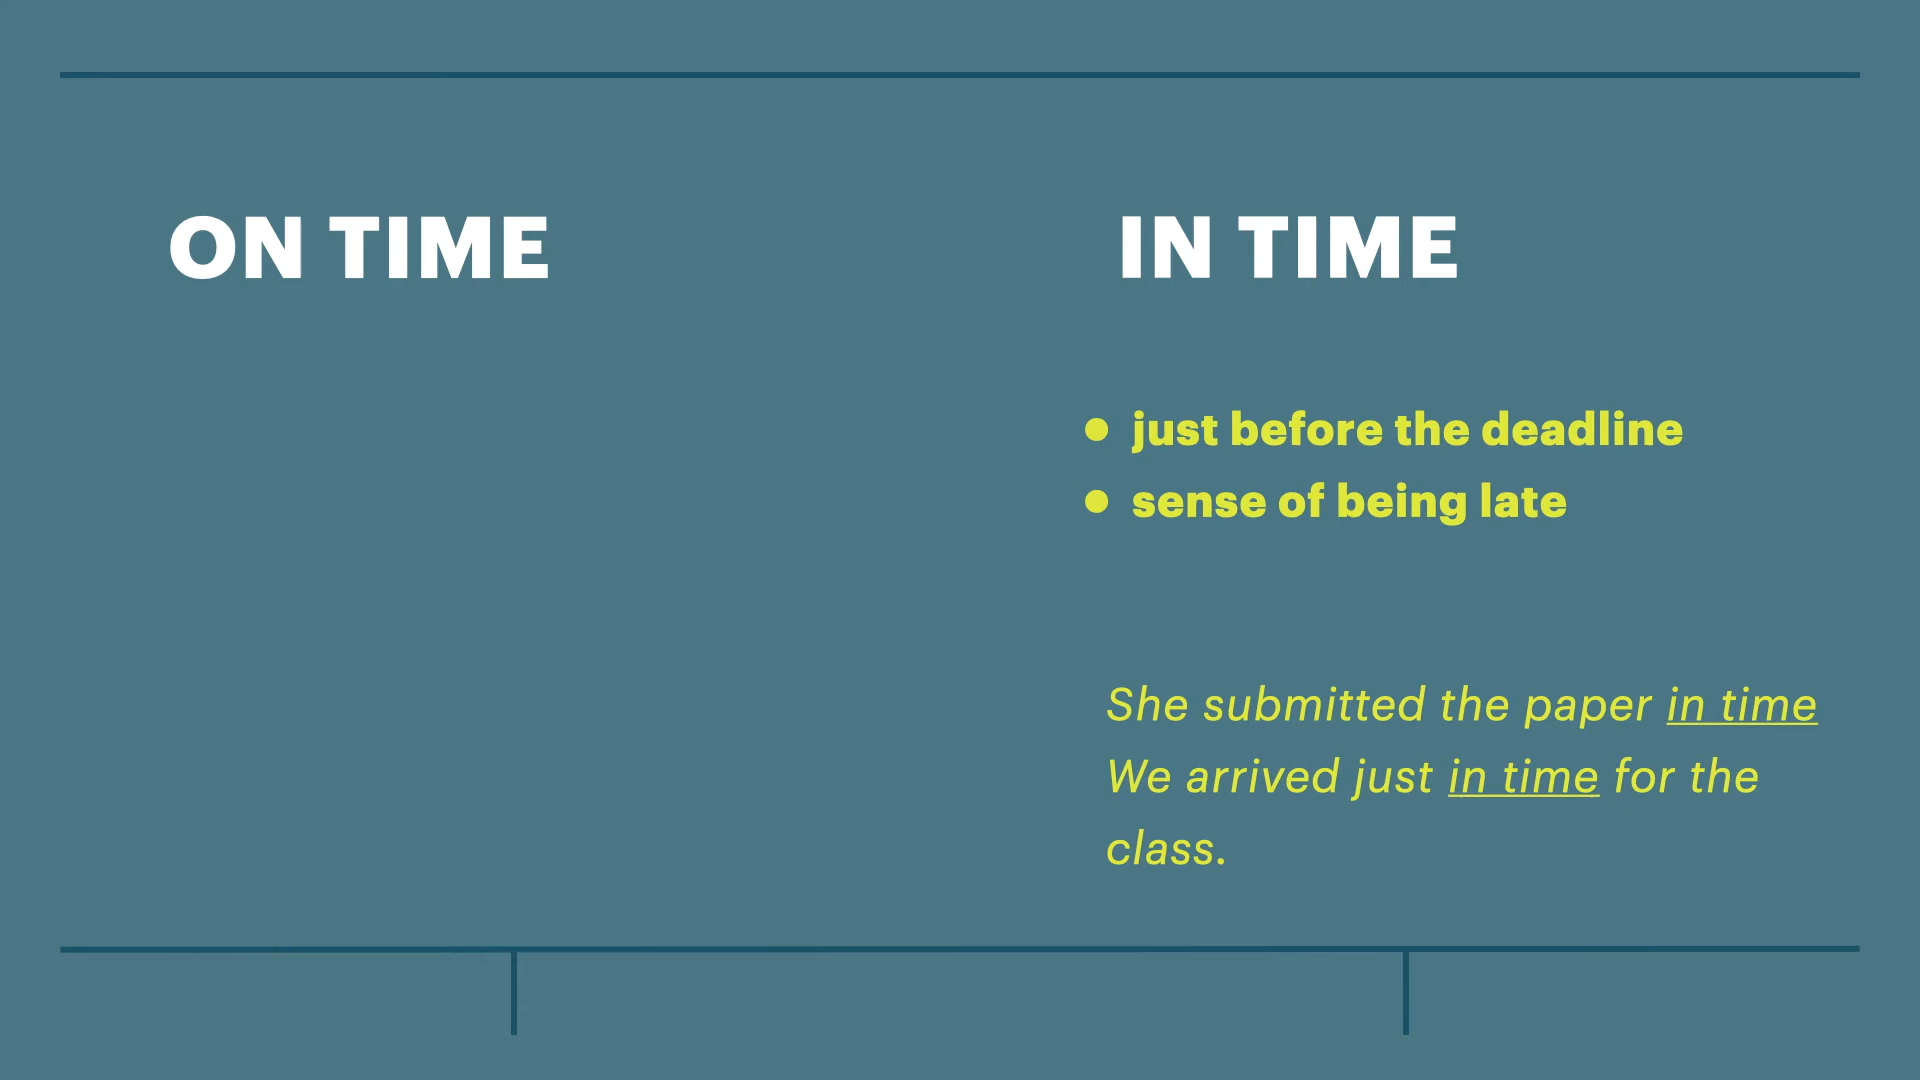 ON TIME
IN TIME
just before the deadline
sense of being late
She submitted the paper in time
We arrived just in time for the
class.